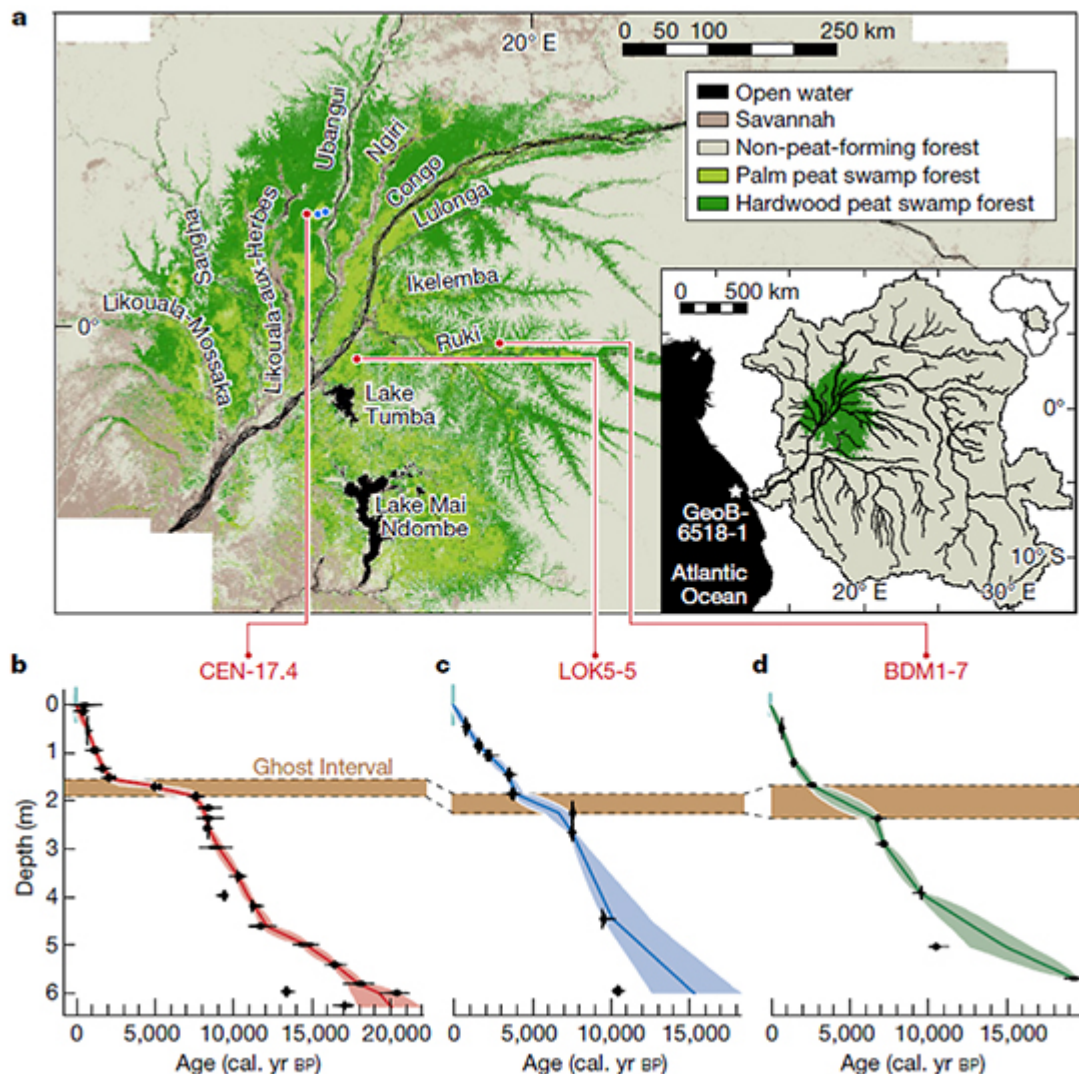 a
20° E
0 50 100 250 km
Open water
Savannah
Non-peat-forming forest
Palm peat swamp forest
Hardwood peat swamp forest
Ubangui
Ngiri
Congo
Lulonga
Likouala-aux-Herbes
Sangha
Likouala-Mossaka
Ikelemba
Ruki
0°
Lake
Tumba
Lake Mai
Ndombe
0 500 km
0°
GeoB-
6518-1
Atlantic
Ocean
10° S
20° E
30° E
b
CEN-17.4
c
LOK5-5
d
BDM1-7
Ghost Interval
Depth (m)
0
1
2
3
4
5
6
0 5,000 10,000 15,000 20,000
Age (cal. yr BP)
0 5,000 10,000 15,000
Age (cal. yr BP)
0 5,000 10,000 15,000
Age (cal. yr BP)